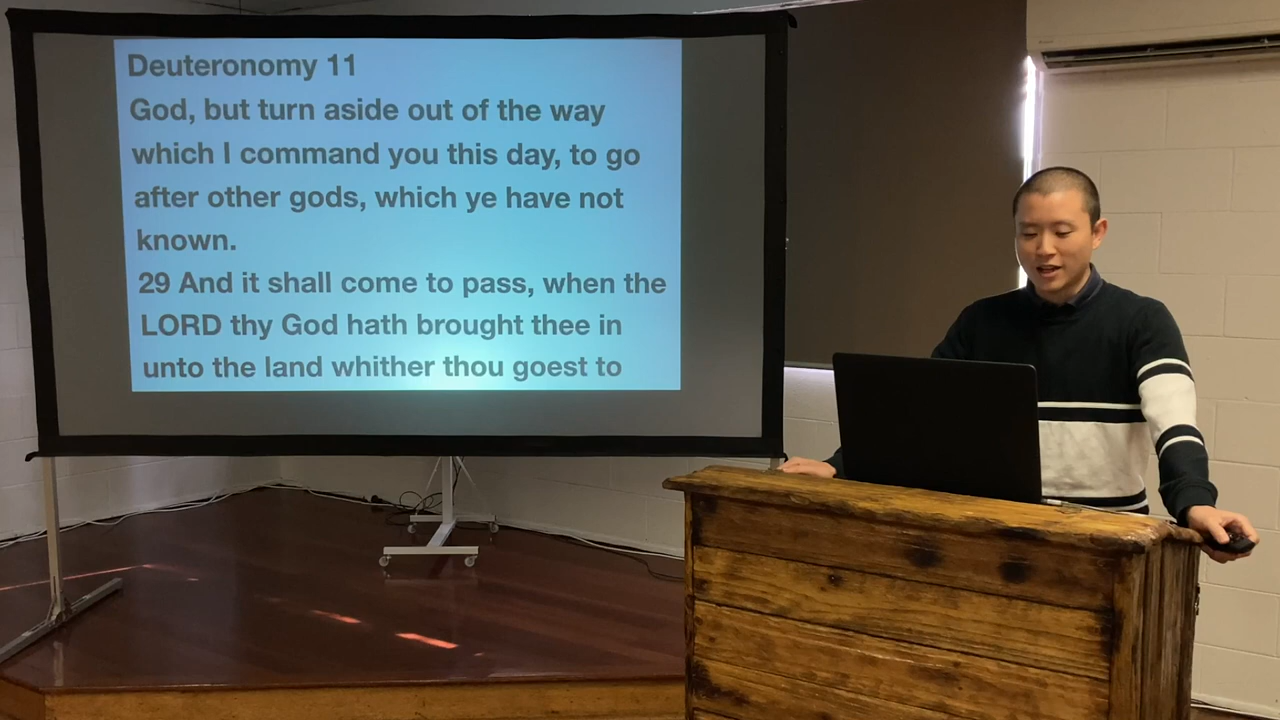 Deuteronomy 11
God, but turn aside out of the way
which I command you this day, to go
after other gods, which ye have not
known.
29 And it shall come to pass, when the
LORD thy God hath brought thee in
unto the land whither thou goest to